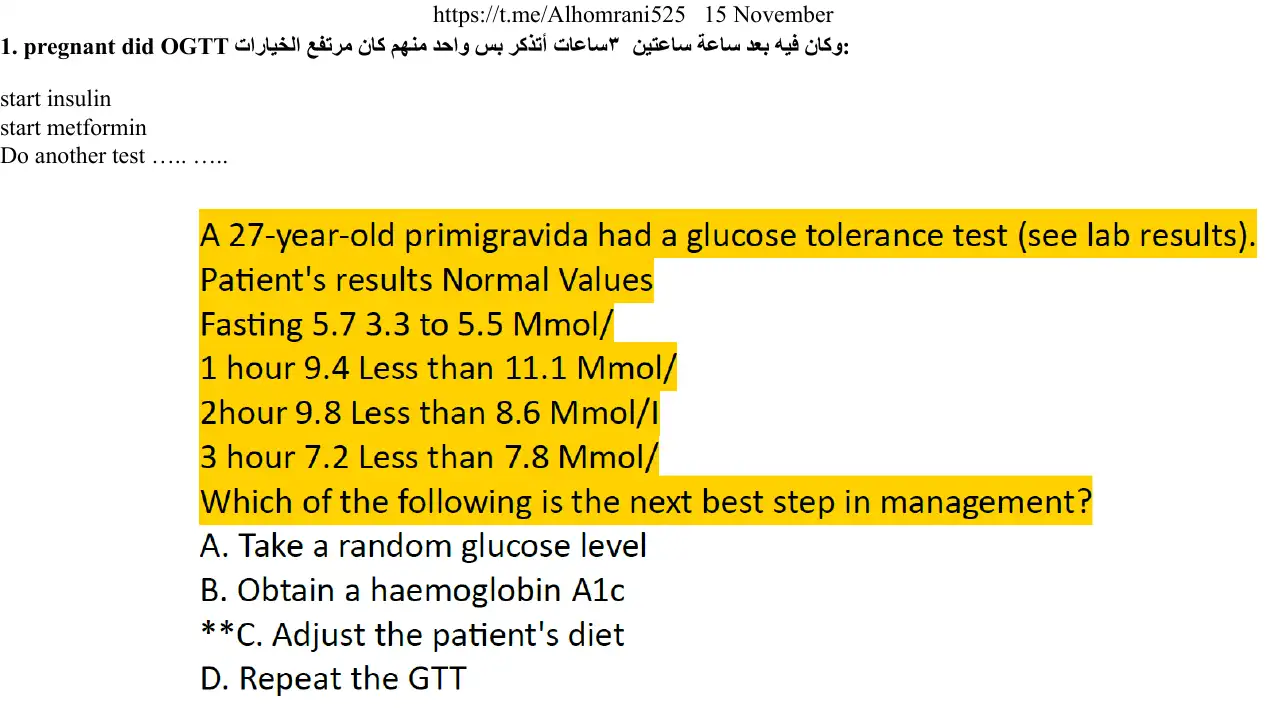 https://t.me/Alhomrani525 15 November
1. pregnant did OGTT وكان فيه بعد ساعة ساعتين ٣ساعات أتذكر بس واحد منهم كان مرتفع الخيارات:
start insulin
start metformin
Do another test ….. …..
A 27-year-old primigravida had a glucose tolerance test (see lab results).
Patient's results Normal Values
Fasting 5.7 3.3 to 5.5 Mmol/
1 hour 9.4 Less than 11.1 Mmol/
2hour 9.8 Less than 8.6 Mmol/I
3 hour 7.2 Less than 7.8 Mmol/
Which of the following is the next best step in management?
A. Take a random glucose level
B. Obtain a haemoglobin A1c
**C. Adjust the patient's diet
D. Repeat the GTT